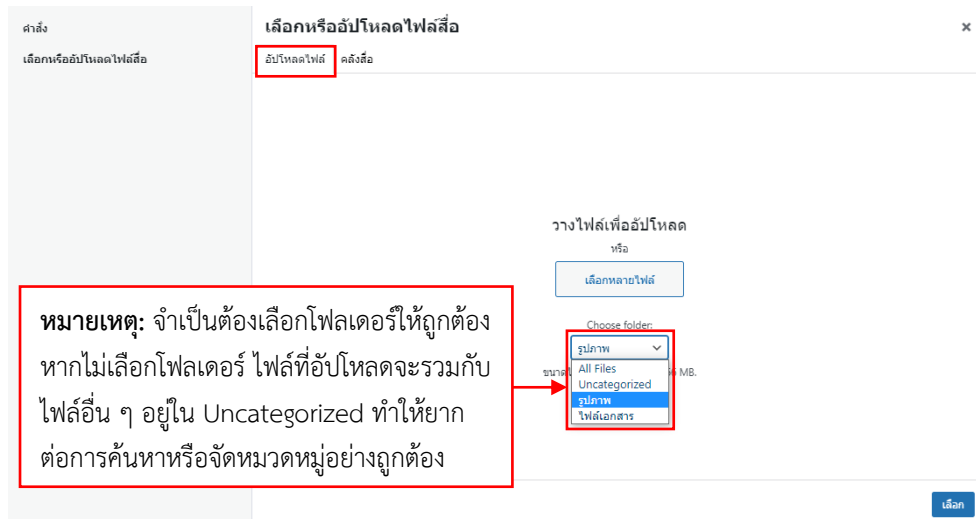 คำสั่ง
เลือกหรืออัปโหลดไฟล์สื่อ
เลือกหรืออัปโหลดไฟล์สื่อ
×
อัปโหลดไฟล์ คลังสื่อ
วางไฟล์เพื่ออัปโหลด
หรือ
เลือกหลายไฟล์
Choose folder:
รูปภาพ
All Files
Uncategorized
รูปภาพ
ไฟล์เอกสาร
MB.
หมายเหตุ: จำเป็นต้องเลือกโฟลเดอร์ให้ถูกต้อง
หากไม่เลือกโฟลเดอร์ ไฟล์ที่อัปโหลดจะรวมกับ
ไฟล์อื่น ๆ อยู่ใน Uncategorized ทำให้ยาก
ต่อการค้นหาหรือจัดหมวดหมู่อย่างถูกต้อง
เลือก